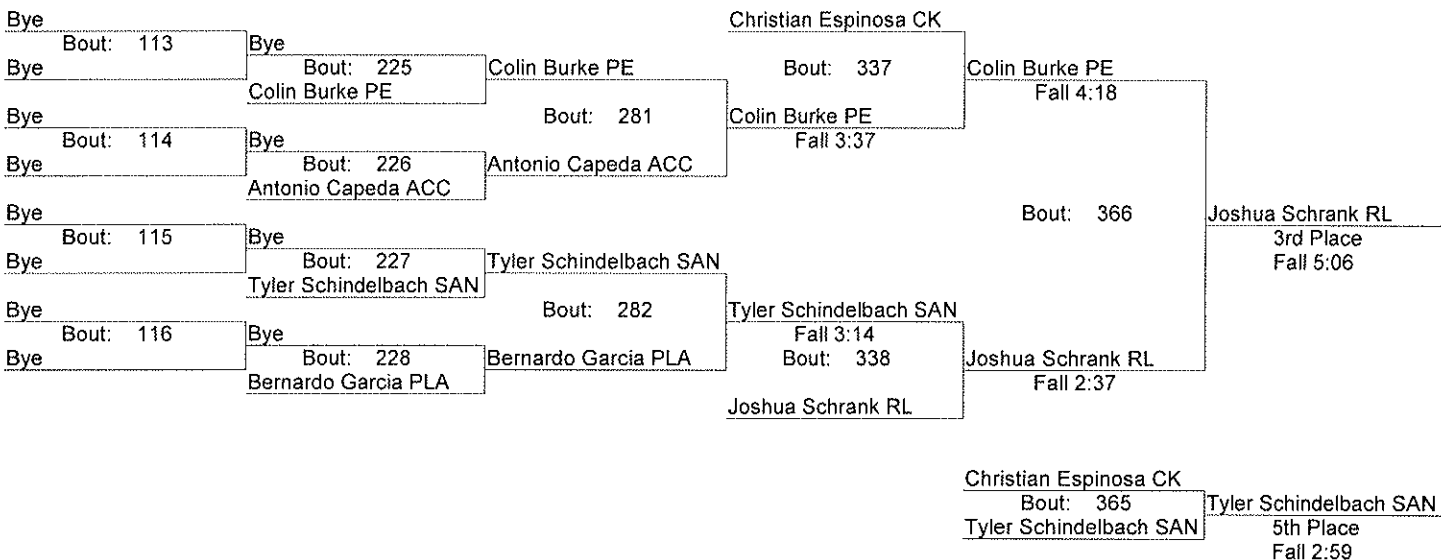 Bye
Bout: 113
Bye
Bye
Bout: 225
Colin Burke PE
Bye
Bout: 114
Bye
Bye
Bout: 226
Antonio Capeda ACC
Bye
Bout: 115
Bye
Bye
Bout: 227
Tyler Schindelbach SAN
Bye
Bout: 116
Bye
Bye
Bout: 228
Bernardo Garcia PLA
Colin Burke PE
Bout: 281
Antonio Capeda ACC
Tyler Schindelbach SAN
Bout: 282
Bernardo Garcia PLA
Christian Espinosa CK
Bout: 337
Colin Burke PE
Fall 3:37
Tyler Schindelbach SAN
Fall 3:14
Bout: 338
Joshua Schrank RL
Colin Burke PE
Fall 4:18
Bout: 366
Joshua Schrank RL
Fall 2:37
Joshua Schrank RL
3rd Place
Fall 5:06
Christian Espinosa CK
Bout: 365
Tyler Schindelbach SAN
Tyler Schindelbach SAN
5th Place
Fall 2:59